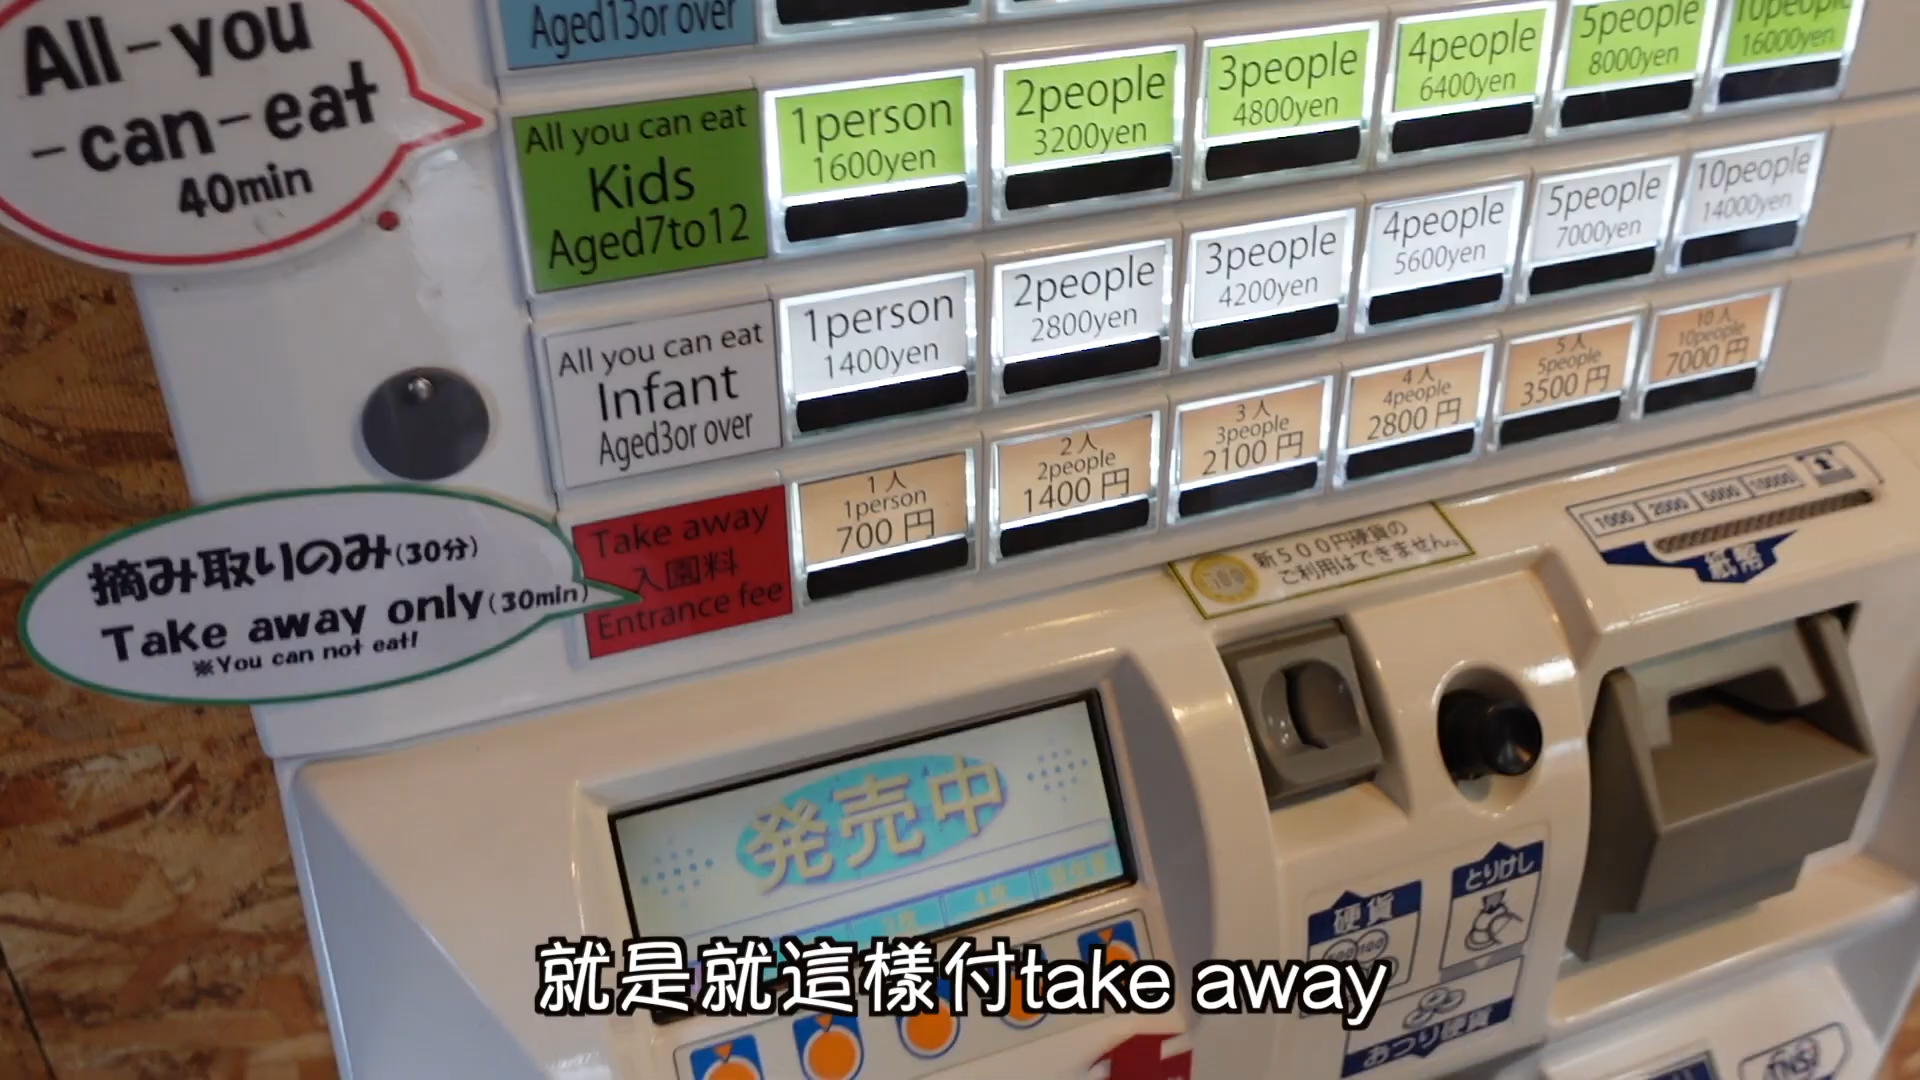 All-you
-can-eat
40min
Aged13or over
All you can eat
Kids
Aged7to12
1person
1600yen
2people
3200yen
3people
4800yen
4people
6400yen
5people
8000yen
10people
16000yen
All you can eat
Infant
Aged3or over
1person
1400yen
2people
2800yen
3people
4200yen
4people
5600yen
5people
7000yen
10people
14000yen
摘み取りのみ(30分)
Take away only(30min)
※You can not eat!
Take away
入園料
Entrance fee
1人
1person
700円
2人
2people
1400円
3人
3people
2100円
4人
4people
2800円
5人
5people
3500円
10人
10people
7000円
新500円硬貨の
ご利用はできません。
1000 2000 5000 10000
紙幣
発売中
硬貨
とりけし
おつり硬貨
就是就這樣付take away